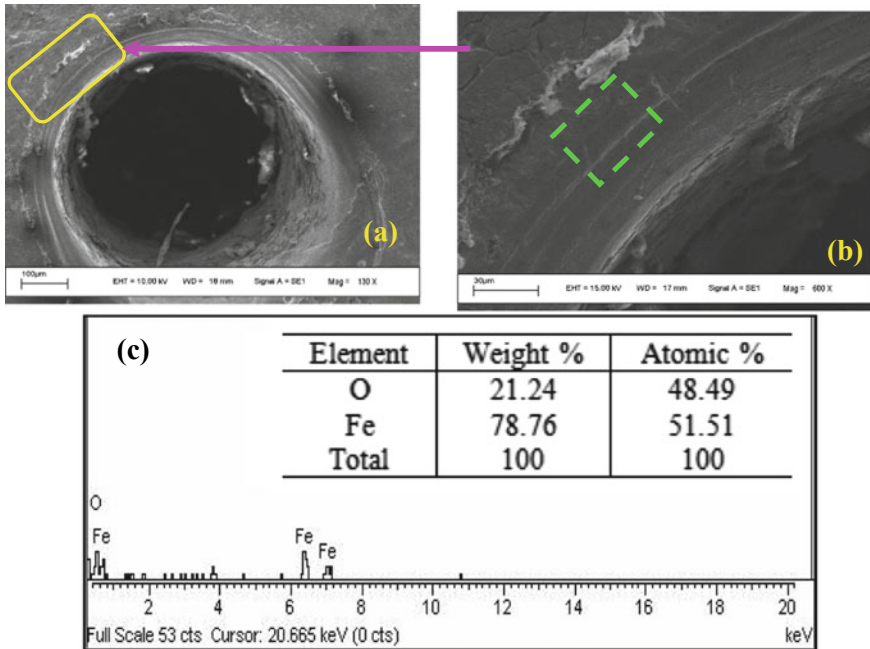 (a)
100µm
EHT = 10.00 kV WD = 18 mm Signal A = SE1 Mag = 130 X
(b)
30µm
EHT = 15.00 kV WD = 17 mm Signal A = SE1 Mag = 600 X
(c)
Element Weight % Atomic %
O 21.24 48.49
Fe 78.76 51.51
Total 100 100
O
Fe Fe Fe
2 4 6 8 10 12 14 16 18 20
Full Scale 53 cts Cursor: 20.665 keV (0 cts) keV